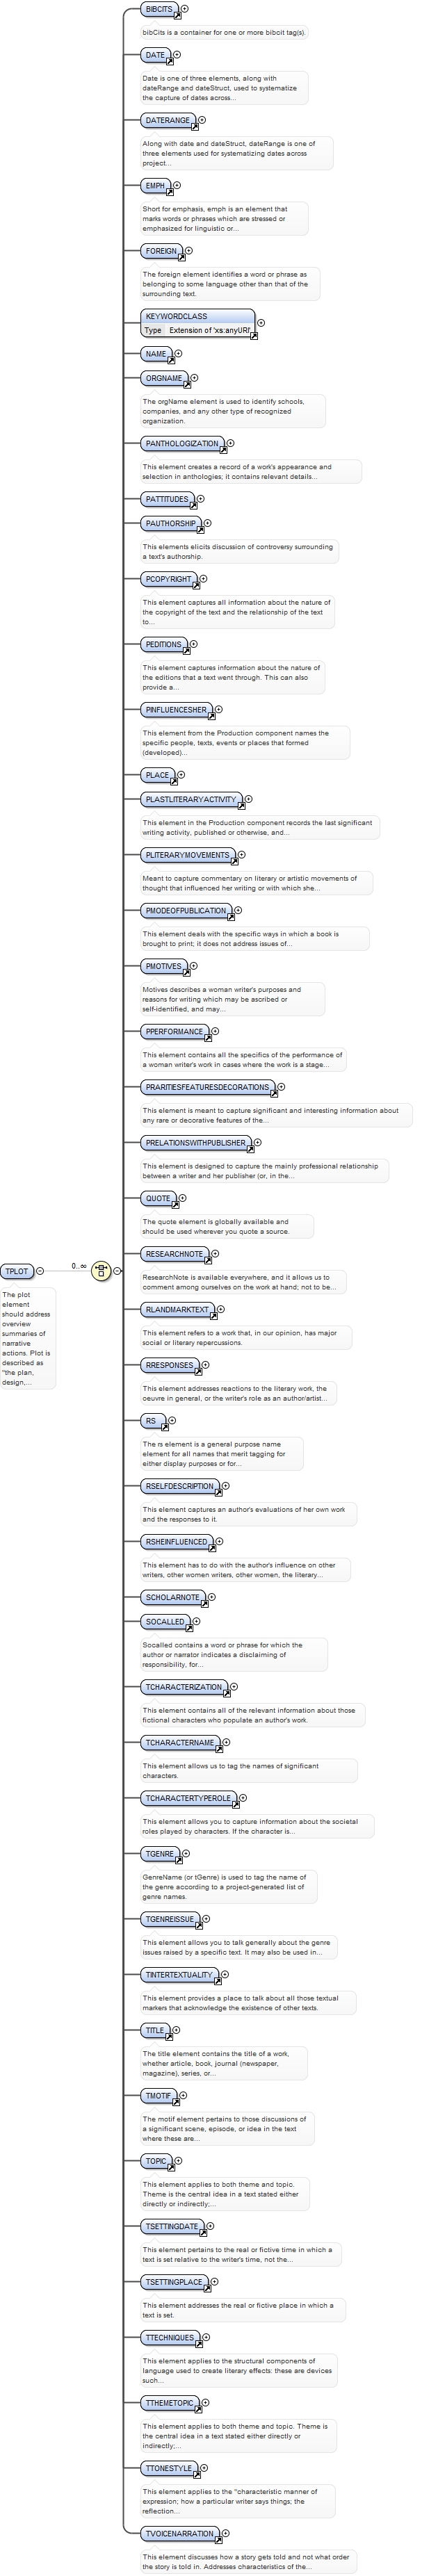 BIBCITS
bibCits is a container for one or more bibcit tag(s).
DATE
Date is one of three elements, along with
dateRange and dateStruct, used to systematize
the capture of dates across...
DATERANGE
Along with date and dateStruct, dateRange is one of
three elements used for systematizing dates across
project...
EMPH
Short for emphasis, emph is an element that
marks words or phrases which are stressed or
emphasized for linguistic or...
FOREIGN
The foreign element identifies a word or phrase as
belonging to some language other than that of the
surrounding text.
KEYWORDCLASS
Type Extension of 'xs:anyURI'
NAME
ORGNAME
The orgName element is used to identify schools,
companies, and any other type of recognized
organization.
PANTHOLOGIZATION
This element creates a record of a work's appearance and
selection in anthologies; it contains relevant details...
PATTITUDES
PAUTHORSHIP
This elements elicits discussion of controversy surrounding
a text's authorship.
PCOPYRIGHT
This element captures all information about the nature of
the copyright of the text and the relationship of the text
to...
PEDITIONS
This element captures information about the nature of
the editions that a text went through. This can also
provide a...
PINFLUENCESHER
This element from the Production component names the
specific people, texts, events or places that formed
(developed)...
PLACE
PLASTLITERARYACTIVITY
This element in the Production component records the last significant
writing activity, published or otherwise, and...
PLITERARYMOVEMENTS
Meant to capture commentary on literary or artistic movements of
thought that influenced her writing or with which she...
PMODEOFPUBLICATION
This element deals with the specific ways in which a book is
brought to print; it does not address issues of...
PMOTIVES
Motives describes a woman writer's purposes and
reasons for writing which may be ascribed or
self-identified, and may...
PPERFORMANCE
This element contains all the specifics of the performance of
a woman writer's work in cases where the work is a stage...
PRARITIESFEATURESDECORATIONS
This element is meant to capture significant and interesting information about
any rare or decorative features of the...
PRELATIONSWITHPUBLISHER
This element is designed to capture the mainly professional relationship
between a writer and her publisher (or, in the...
QUOTE
The quote element is globally available and
should be used wherever you quote a source.
RESEARCHNOTE
ResearchNote is available everywhere, and it allows us to
comment among ourselves on the work at hand; not to be...
TPLOT
0..∞
The plot
element
should address
overview
summaries of
narrative
actions. Plot is
described as
"the plan,
design,...
RLANDMARKTEXT
This element refers to a work that, in our opinion, has major
social or literary repercussions.
RRESPONSES
This element addresses reactions to the literary work, the
oeuvre in general, or the writer's role as an author/artist...
RS
The rs element is a general purpose name
element for all names that merit tagging for
either display purposes or for...
RSELFDESCRIPTION
This element captures an author's evaluations of her own work
and the responses to it.
RSHEINFLUENCED
This element has to do with the author's influence on other
writers, other women writers, other women, the literary...
SCHOLARNOTE
SOCALLED
Socalled contains a word or phrase for which the
author or narrator indicates a disclaiming of
responsibility, for...
TCHARACTERIZATION
This element contains all of the relevant information about those
fictional characters who populate an author's work.
TCHARACTERNAME
This element allows us to tag the names of significant
characters.
TCHARACTERTYPEROLE
This element allows you to capture information about the societal
roles played by characters. If the character is...
TGENRE
GenreName (or tGenre) is used to tag the name of
the genre according to a project-generated list of
genre names.
TGENREISSUE
This element allows you to talk generally about the genre
issues raised by a specific text. It may also be used in...
TINTERTEXTUALITY
This element provides a place to talk about all those textual
markers that acknowledge the existence of other texts.
TITLE
The title element contains the title of a work,
whether article, book, journal (newspaper,
magazine), series, or...
TMOTIF
The motif element pertains to those discussions of
a significant scene, episode, or idea in the text
where these are...
TOPIC
This element applies to both theme and topic.
Theme is the central idea in a text stated either
directly or indirectly;...
TSETTINGDATE
This element pertains to the real or fictive time in which a
text is set relative to the writer's time, not the...
TSETTINGPLACE
This element addresses the real or fictive place in which a
text is set.
TTECHNIQUES
This element applies to the structural components of
language used to create literary effects: these are devices
such...
TTHEMETOPIC
This element applies to both theme and topic. Theme is
the central idea in a text stated either directly or
indirectly;...
TTONESTYLE
This element applies to the "characteristic manner of
expression; how a particular writer says things; the
reflection...
TVOICENARRATION
This element discusses how a story gets told and not what order
the story is told in. Addresses characteristics of the...